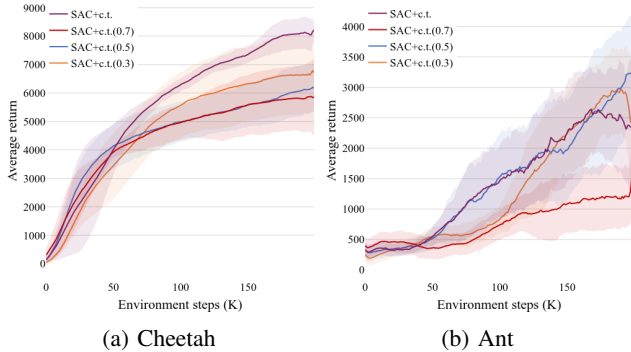 SAC+c.t.
SAC+c.t.(0.7)
SAC+c.t.(0.5)
SAC+c.t.(0.3)
9000
8000
7000
6000
5000
4000
3000
2000
1000
0
Average return
0
50
100
150
Environment steps (K)
(a) Cheetah
SAC+c.t.
SAC+c.t.(0.7)
SAC+c.t.(0.5)
SAC+c.t.(0.3)
4000
3500
3000
2500
2000
1500
1000
500
0
Average return
0
50
100
150
Environment steps (K)
(b) Ant